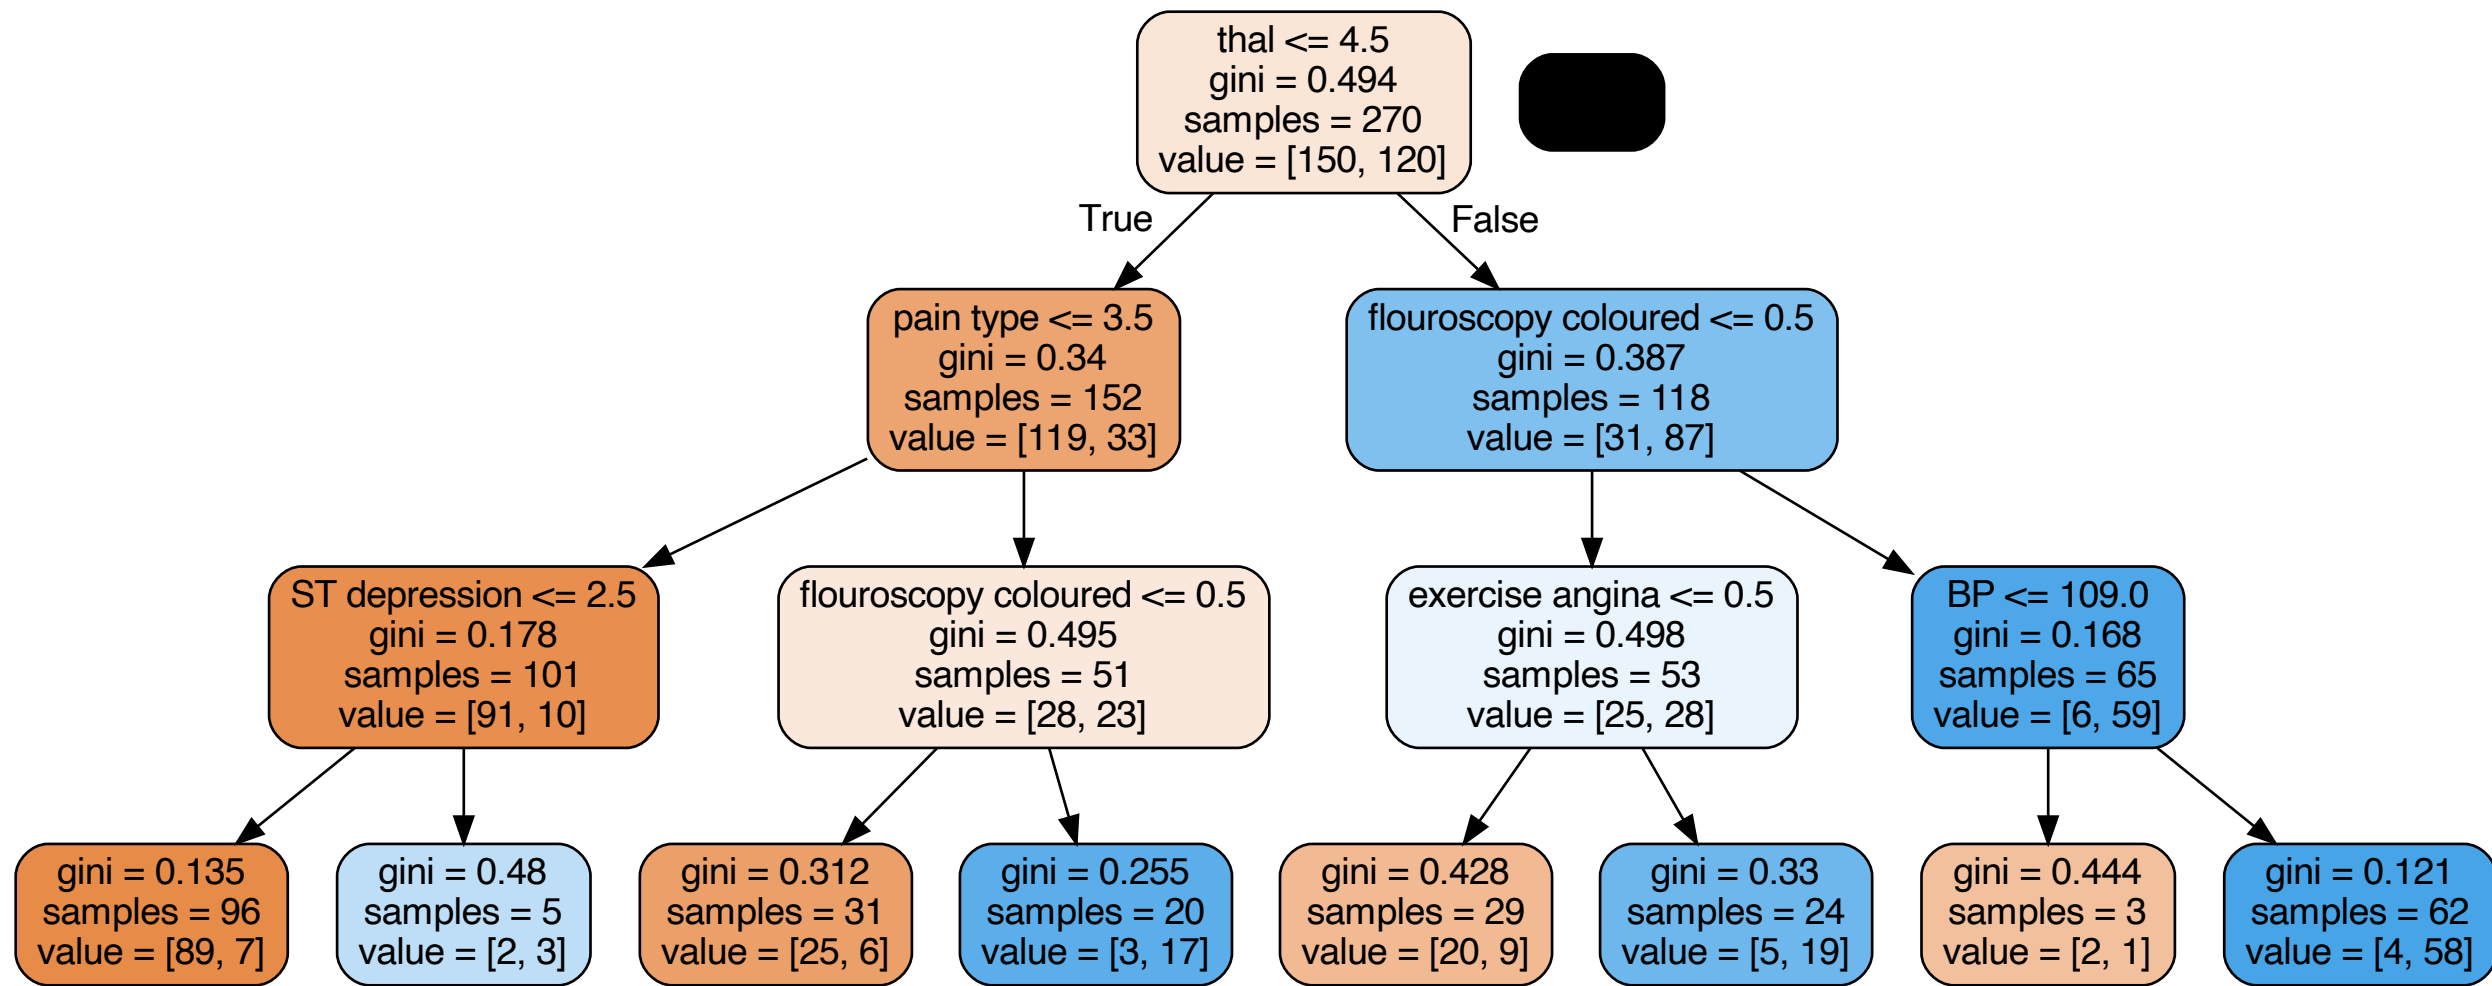 thal <= 4.5
gini = 0.494
samples = 270
value = [150, 120]
True
False
pain type <= 3.5
gini = 0.34
samples = 152
value = [119, 33]
flouroscopy coloured <= 0.5
gini = 0.387
samples = 118
value = [31, 87]
ST depression <= 2.5
gini = 0.178
samples = 101
value = [91, 10]
flouroscopy coloured <= 0.5
gini = 0.495
samples = 51
value = [28, 23]
exercise angina <= 0.5
gini = 0.498
samples = 53
value = [25, 28]
BP <= 109.0
gini = 0.168
samples = 65
value = [6, 59]
gini = 0.135
samples = 96
value = [89, 7]
gini = 0.48
samples = 5
value = [2, 3]
gini = 0.312
samples = 31
value = [25, 6]
gini = 0.255
samples = 20
value = [3, 17]
gini = 0.428
samples = 29
value = [20, 9]
gini = 0.33
samples = 24
value = [5, 19]
gini = 0.444
samples = 3
value = [2, 1]
gini = 0.121
samples = 62
value = [4, 58]